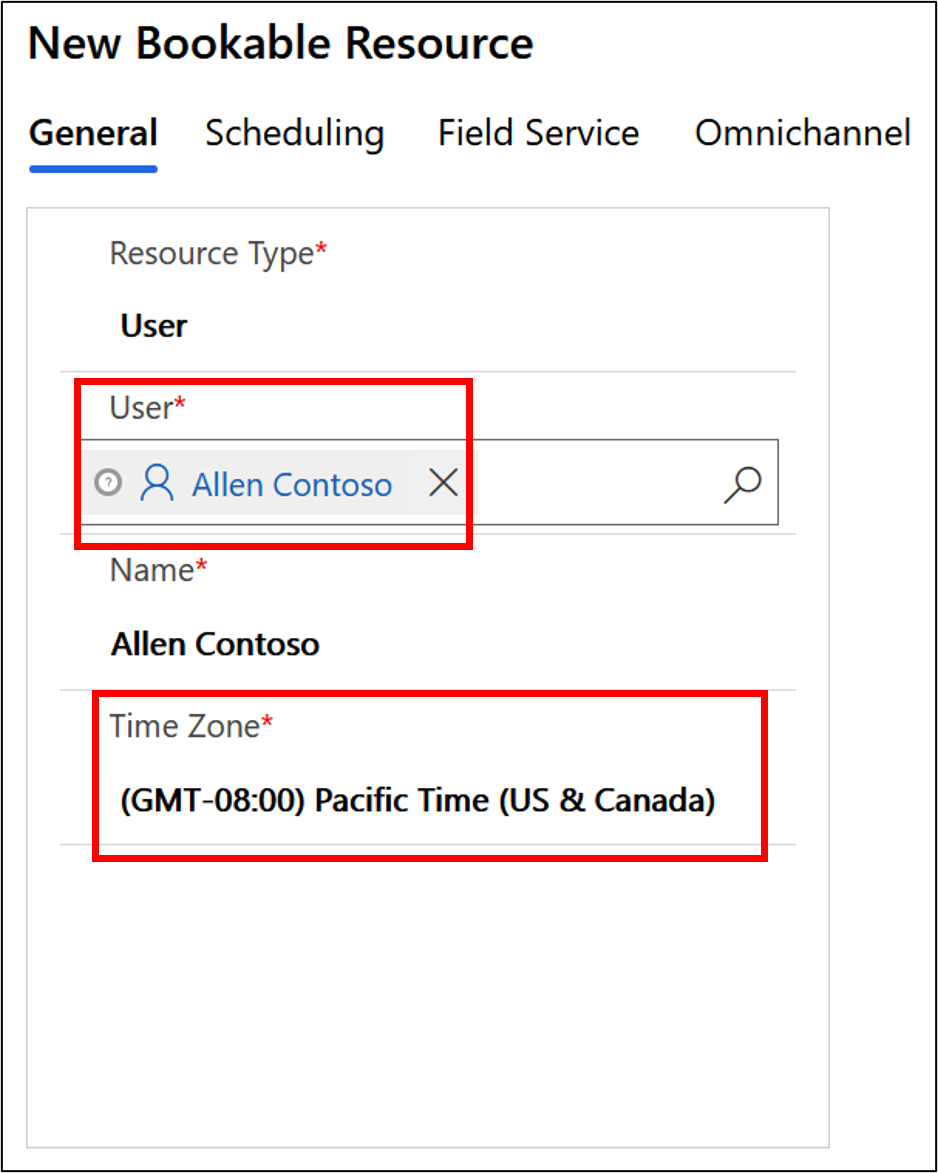 New Bookable Resource
General Scheduling Field Service Omnichannel
Resource Type*
User
User*
? Allen Contoso
Name*
Allen Contoso
Time Zone*
(GMT-08:00) Pacific Time (US & Canada)